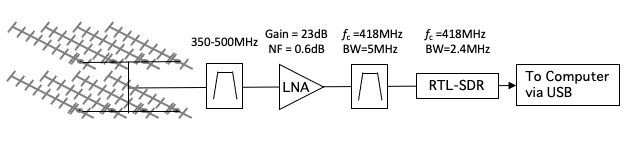 350-500MHz
Gain = 23dB
NF = 0.6dB
fc =418MHz
BW=5MHz
fc =418MHz
BW=2.4MHz
LNA
RTL-SDR
To Computer
via USB